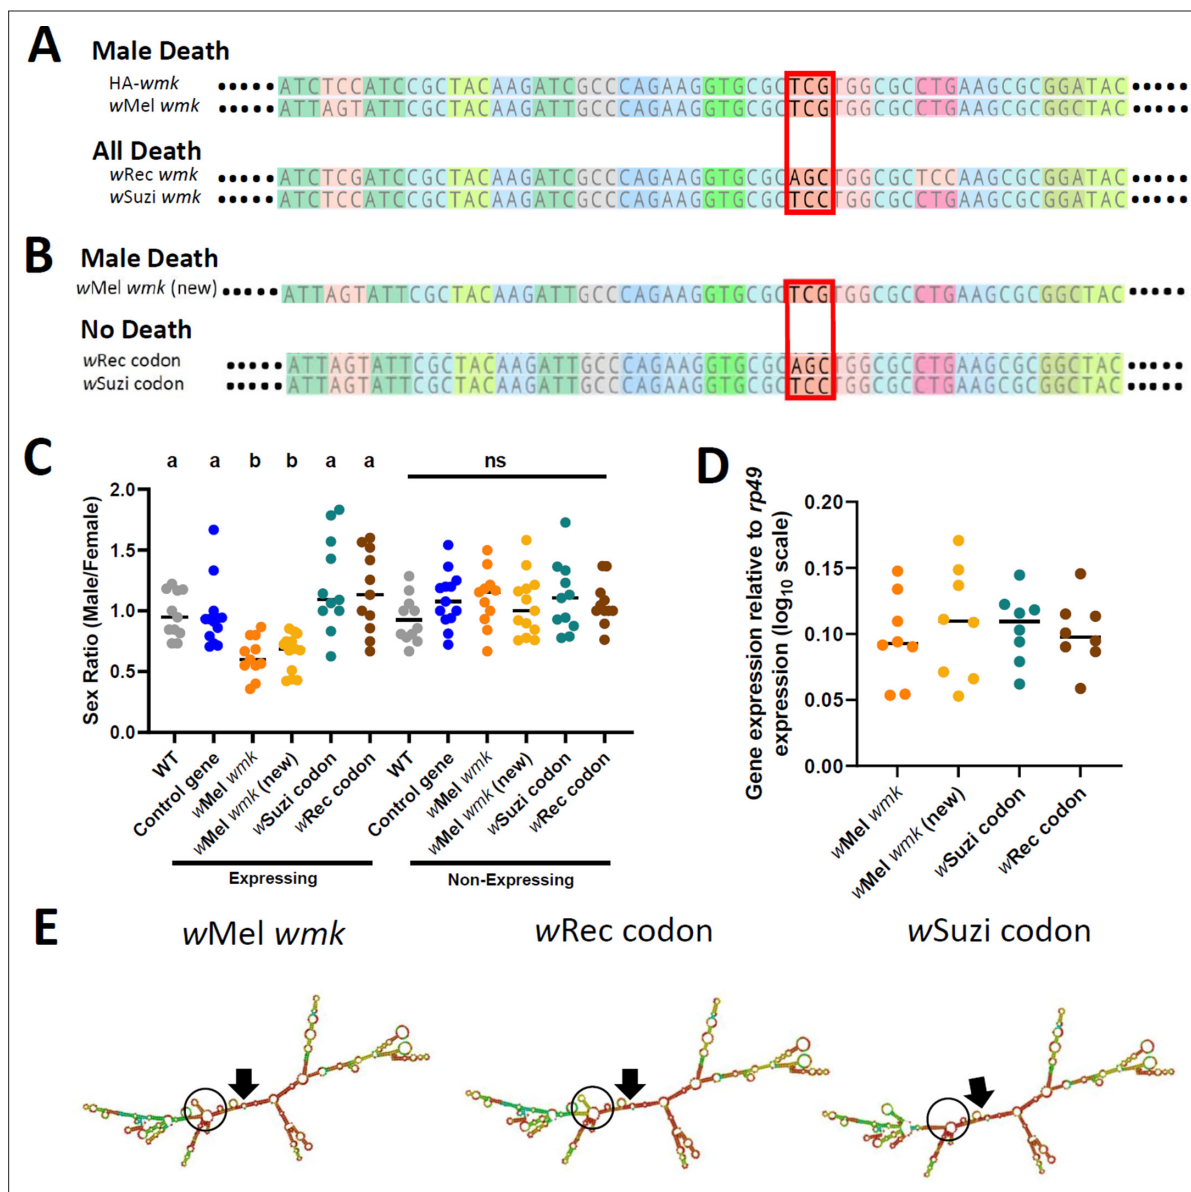 A
Male Death
HA-wmk ••••• ATCTCCATCCGCTACAAGATCGCCCAGAAGGTGCGCTCGTGGCGCCTGAAGCGCGGATAC •••••
wMel wmk ••••• ATTAGTATTCGCTACAAGATTGCCCAGAAGGTGCGCTCGTGGCGCCTGAAGCGCGGATAC •••••
All Death
wRec wmk ••••• ATCTCGATCCGCTACAAGATCGCCCAGAAGGTGCGCAGCTGGCGCTCCAAGCGCGGATAC •••••
wSuzi wmk ••••• ATCTCCATCCGCTACAAGATCGCCCAGAAGGTGCGCTCCTGGCGCCTGAAGCGCGGATAC •••••
B
Male Death
wMel wmk (new) ••••• ATTAGTATTCGCTACAAGATTGCCCAGAAGGTGCGCTCGTGGCGCCTGAAGCGCGGCTAC •••••
No Death
wRec codon ••••• ATTAGTATTCGCTACAAGATTGCCCAGAAGGTGCGCAGCTGGCGCCTGAAGCGCGGCTAC •••••
wSuzi codon ••••• ATTAGTATTCGCTACAAGATTGCCCAGAAGGTGCGCTCCTGGCGCCTGAAGCGCGGCTAC •••••
C
a a b b a a ns
Sex Ratio (Male/Female)
2.0
1.5
1.0
0.5
0.0
WT
Control gene
wMel wmk
wMel wmk (new)
wSuzi codon
wRec codon
WT
Control gene
wMel wmk
wMel wmk (new)
wSuzi codon
wRec codon
Expressing
Non-Expressing
D
Gene expression relative to rp49
expression (log10 scale)
0.20
0.15
0.10
0.05
0.00
wMel wmk
wMel wmk (new)
wSuzi codon
wRec codon
E
wMel wmk
wRec codon
wSuzi codon